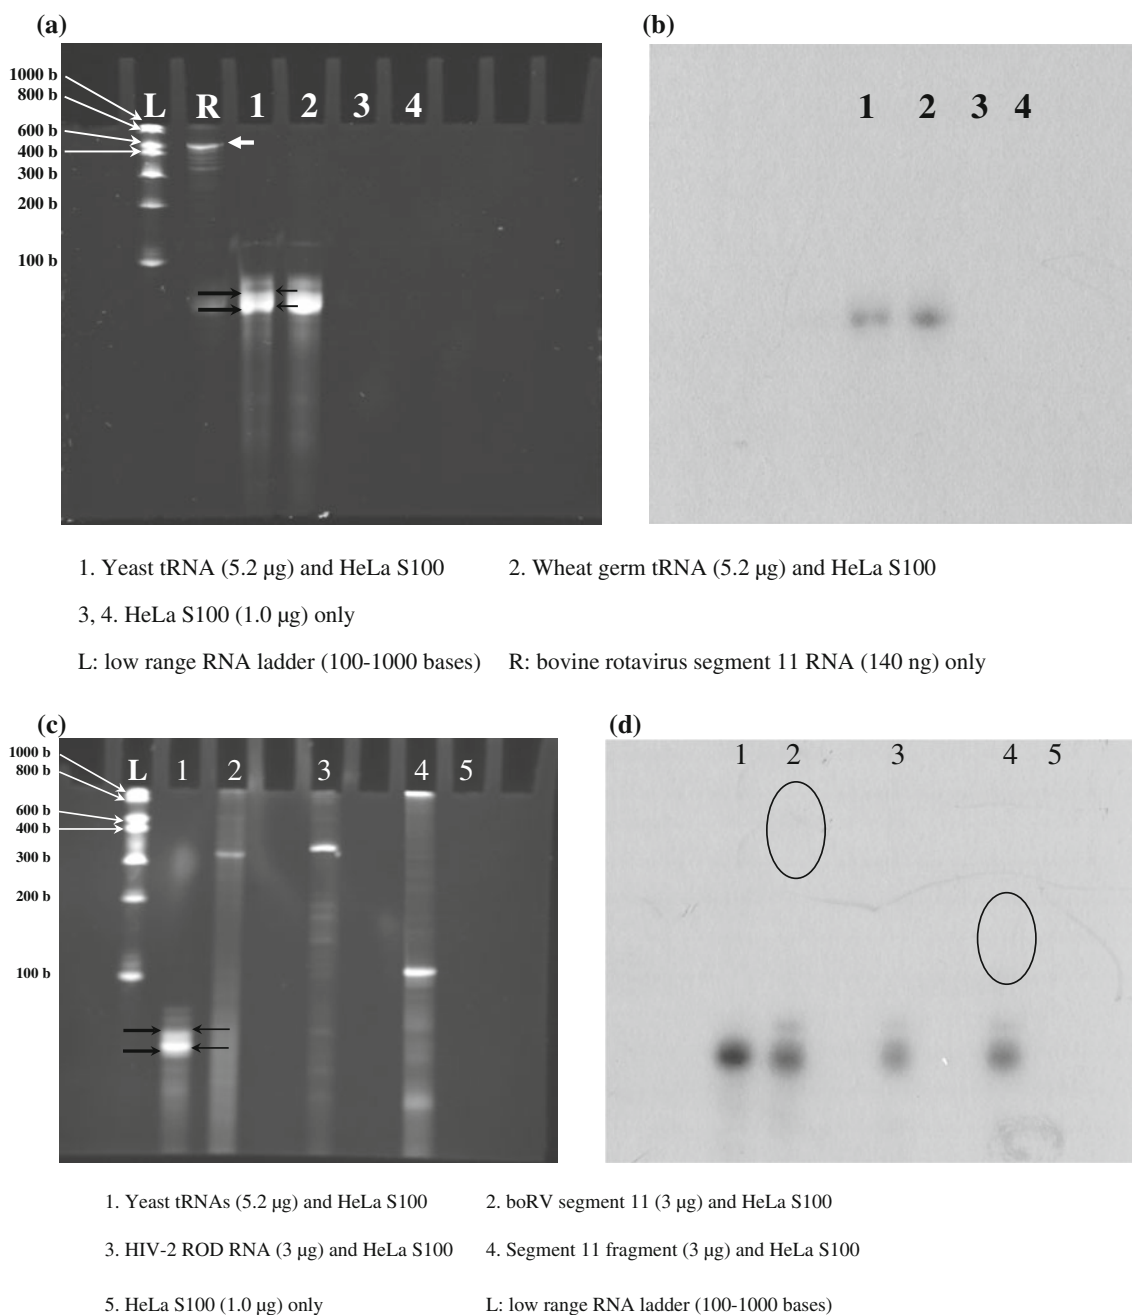 (a)
(b)
1000 b
800 b
600 b
400 b
300 b
200 b
100 b
L R 1 2 3 4
1 2 3 4
1. Yeast tRNA (5.2 µg) and HeLa S100 2. Wheat germ tRNA (5.2 µg) and HeLa S100
3, 4. HeLa S100 (1.0 µg) only
L: low range RNA ladder (100-1000 bases) R: bovine rotavirus segment 11 RNA (140 ng) only
(c)
(d)
1000 b
800 b
600 b
400 b
300 b
200 b
100 b
L 1 2 3 4 5
1 2 3 4 5
1. Yeast tRNAs (5.2 µg) and HeLa S100 2. boRV segment 11 (3 µg) and HeLa S100
3. HIV-2 ROD RNA (3 µg) and HeLa S100 4. Segment 11 fragment (3 µg) and HeLa S100
5. HeLa S100 (1.0 µg) only L: low range RNA ladder (100-1000 bases)